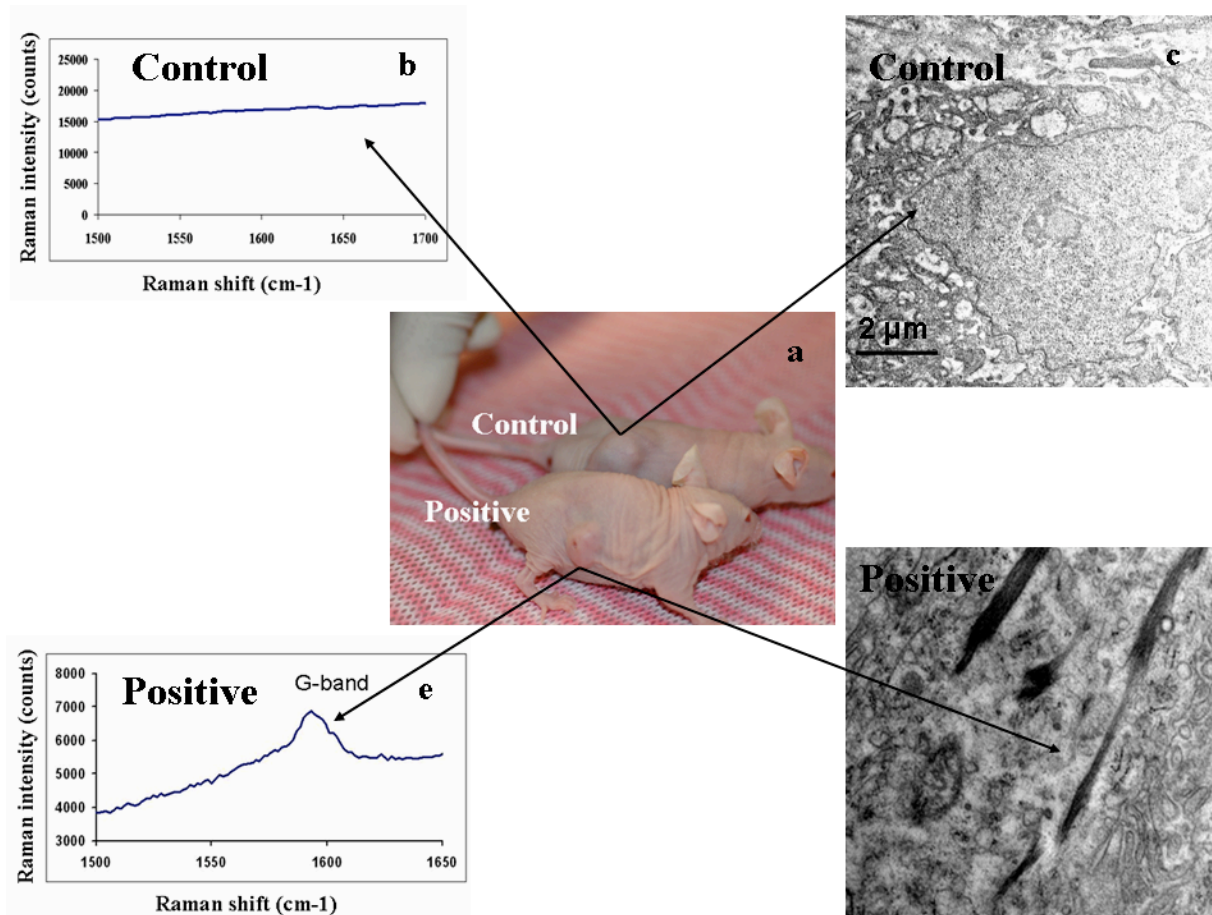 Control b
25000
20000
15000
10000
5000
0
1500 1550 1600 1650 1700
Raman intensity (counts)
Raman shift (cm-1)
Control c
2 μm
a
Control
Positive
Positive e
G-band
8000
7000
6000
5000
4000
3000
1500 1550 1600 1650
Raman intensity (counts)
Raman shift (cm-1)
Positive